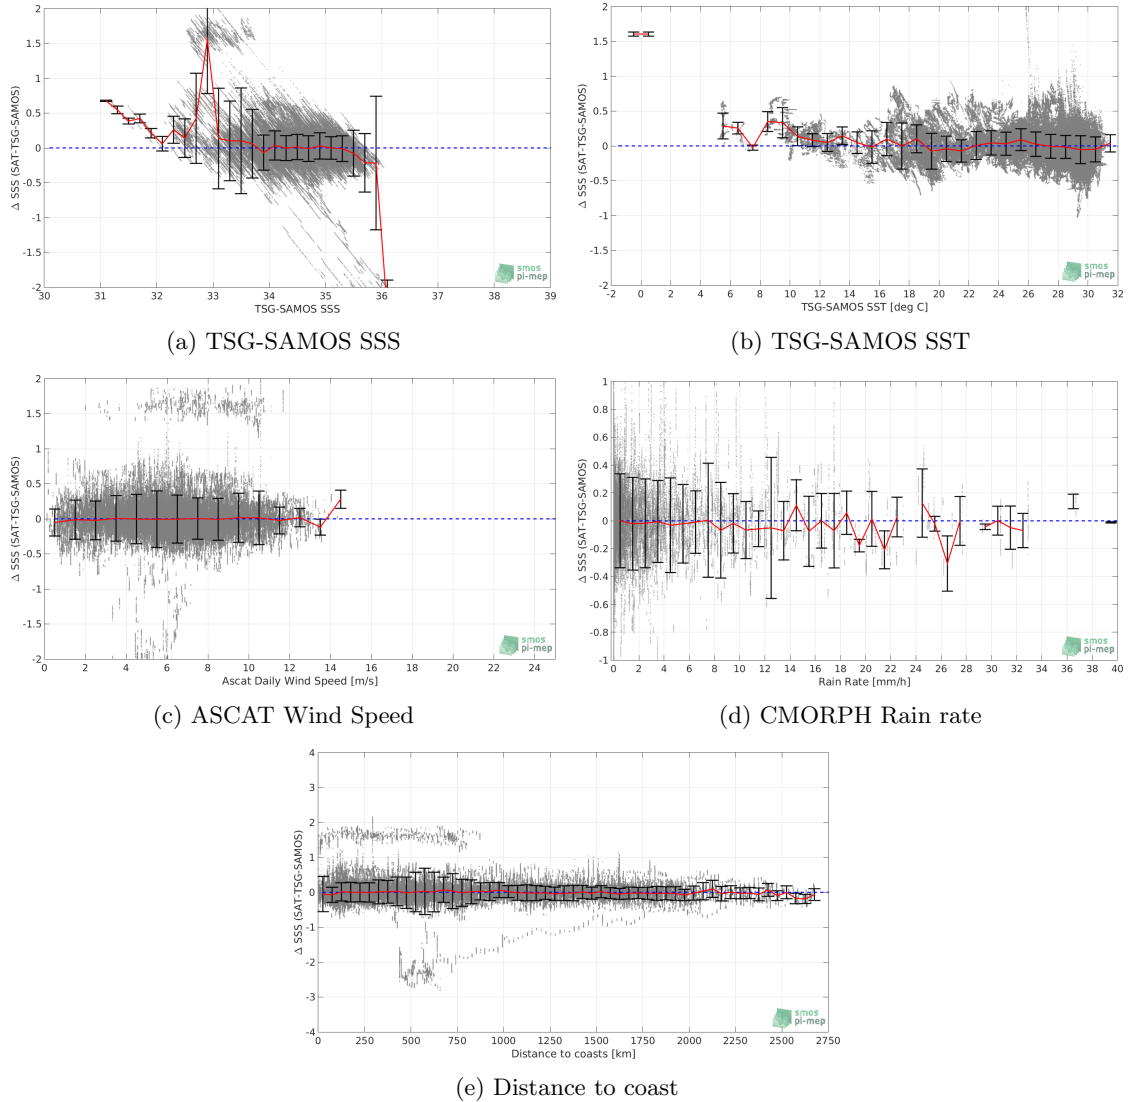 2
1.5
1
0.5
0
-0.5
-1
-1.5
-2
Δ SSS (SAT-TSG-SAMOS)
30 31 32 33 34 35 36 37 38 39
TSG-SAMOS SSS
smos
pi-mep
(a) TSG-SAMOS SSS
2
1.5
1
0.5
0
-0.5
-1
-1.5
-2
Δ SSS (SAT-TSG-SAMOS)
-2 0 2 4 6 8 10 12 14 16 18 20 22 24 26 28 30 32
TSG-SAMOS SST [deg C]
smos
pi-mep
(b) TSG-SAMOS SST
2
1.5
1
0.5
0
-0.5
-1
-1.5
-2
Δ SSS (SAT-TSG-SAMOS)
0 2 4 6 8 10 12 14 16 18 20 22 24
Ascat Daily Wind Speed [m/s]
smos
pi-mep
(c) ASCAT Wind Speed
1
0.8
0.6
0.4
0.2
0
-0.2
-0.4
-0.6
-0.8
-1
Δ SSS (SAT-TSG-SAMOS)
0 2 4 6 8 10 12 14 16 18 20 22 24 26 28 30 32 34 36 38 40
Rain Rate [mm/h]
smos
pi-mep
(d) CMORPH Rain rate
4
3
2
1
0
-1
-2
-3
-4
Δ SSS (SAT-TSG-SAMOS)
0 250 500 750 1000 1250 1500 1750 2000 2250 2500 2750
Distance to coasts [km]
smos
pi-mep
(e) Distance to coast